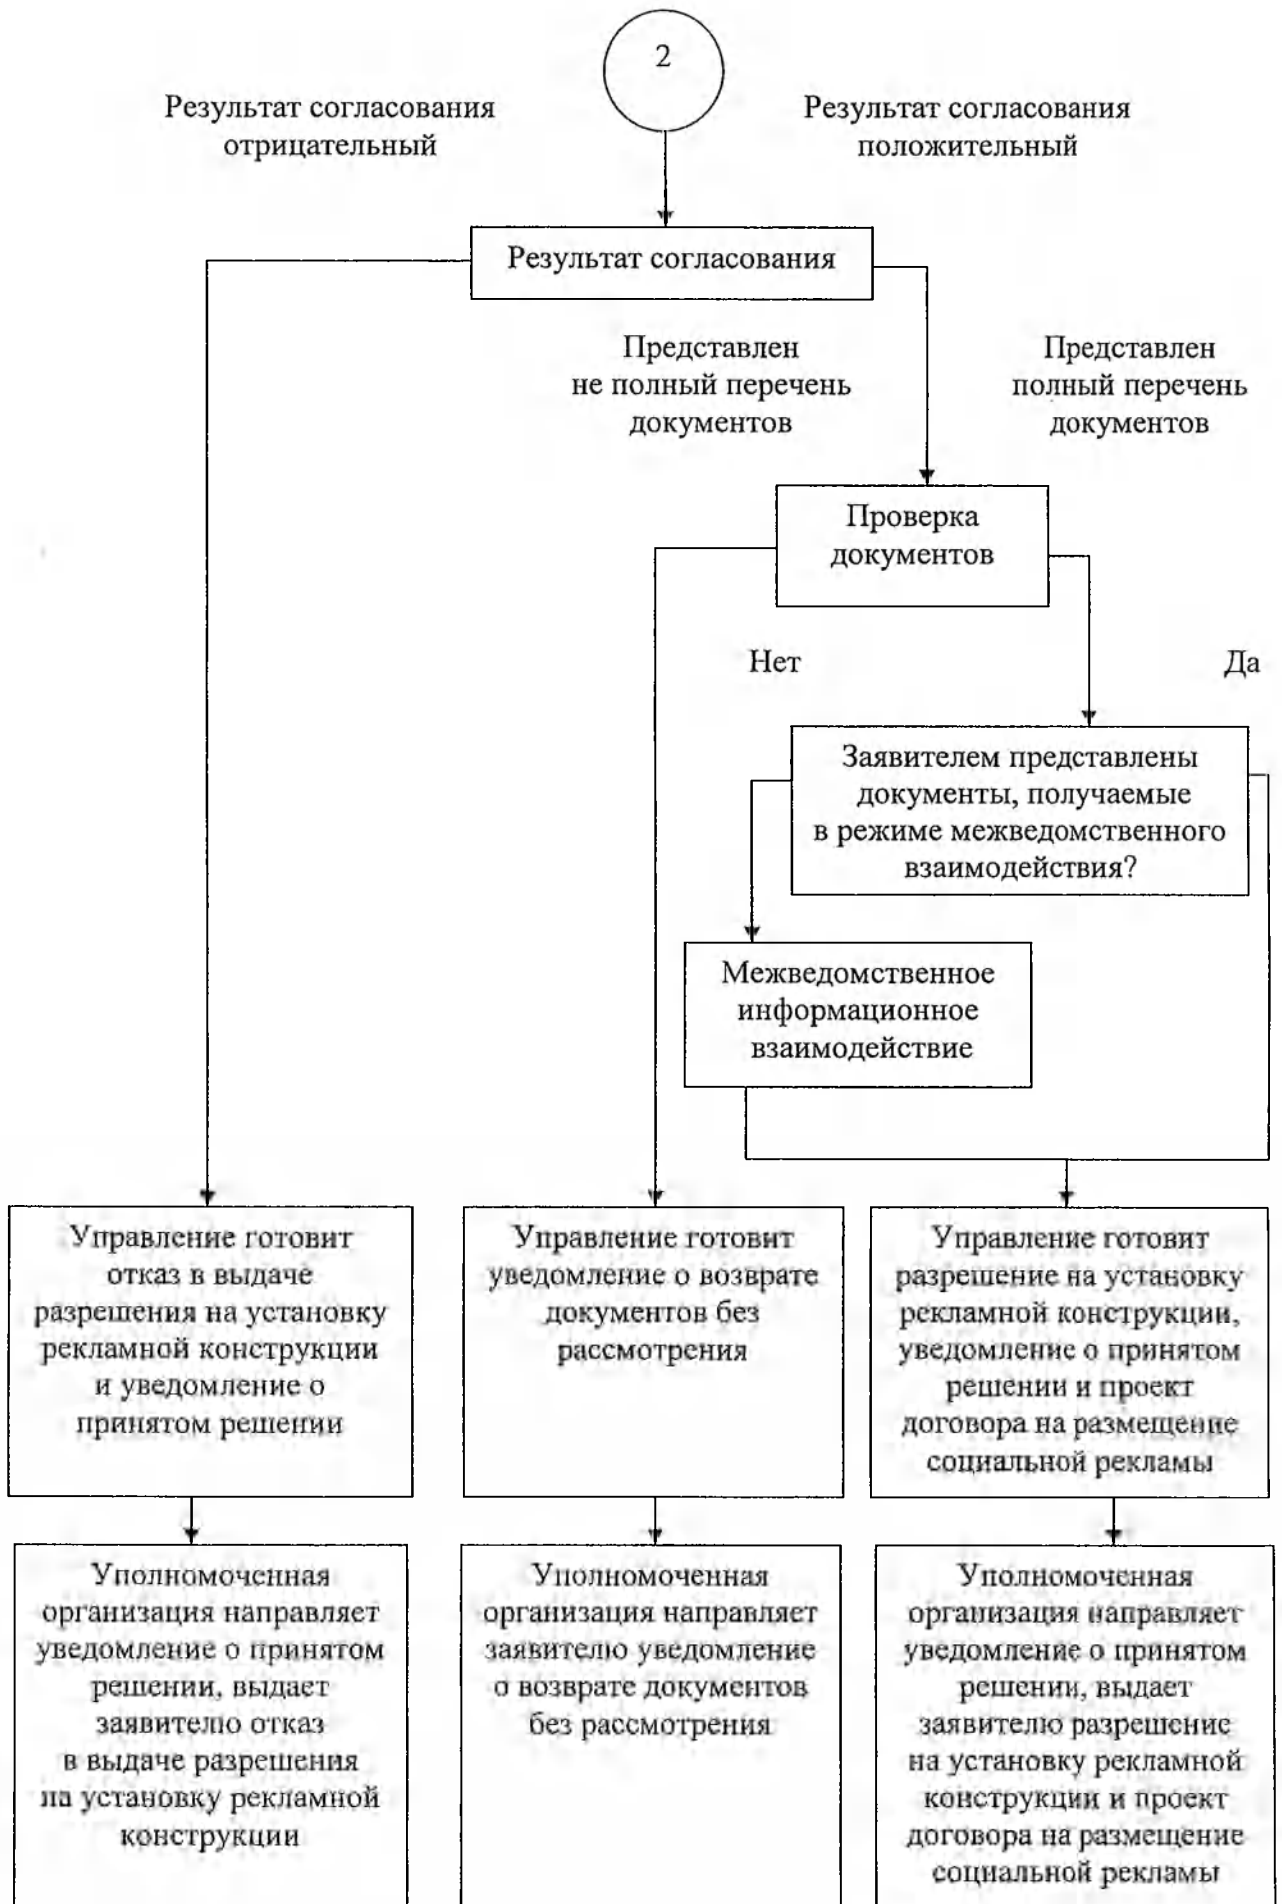 2
Результат согласования
отрицательный
Результат согласования
положительный
Результат согласования
Представлен
не полный перечень
документов
Представлен
полный перечень
документов
Проверка
документов
Нет
Да
Заявителем представлены
документы, получаемые
в режиме межведомственного
взаимодействия?
Межведомственное
информационное
взаимодействие
Управление готовит
отказ в выдаче
разрешения на установку
рекламной конструкции
и уведомление о
принятом решении
Управление готовит
уведомление о возврате
документов без
рассмотрения
Управление готовит
разрешение на установку
рекламной конструкции,
уведомление о принятом
решении и проект
договора на размещение
социальной рекламы
Уполномоченная
организация направляет
уведомление о принятом
решении, выдает
заявителю отказ
в выдаче разрешения
на установку рекламной
конструкции
Уполномоченная
организация направляет
заявителю уведомление
о возврате документов
без рассмотрения
Уполномоченная
организация направляет
уведомление о принятом
решении, выдает
заявителю разрешение
на установку рекламной
конструкции и проект
договора на размещение
социальной рекламы